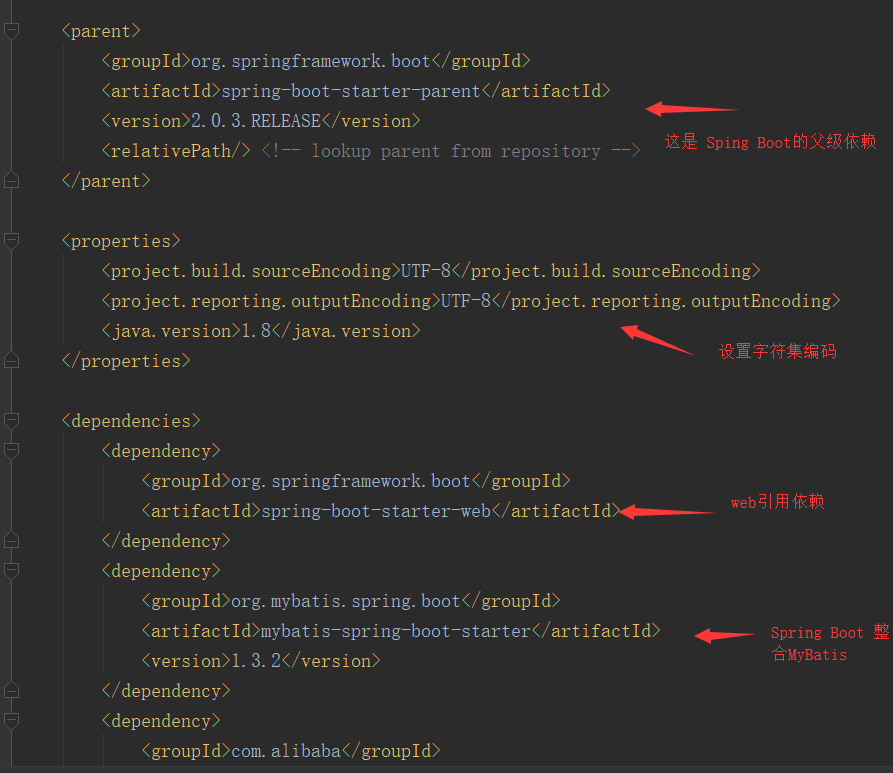 <parent>
<groupId>org.springframework.boot</groupId>
<artifactId>spring-boot-starter-parent</artifactId>
<version>2.0.3.RELEASE</version>
<relativePath/> <!-- lookup parent from repository -->
这是 Sping Boot的父级依赖
</parent>
<properties>
<project.build.sourceEncoding>UTF-8</project.build.sourceEncoding>
<project.reporting.outputEncoding>UTF-8</project.reporting.outputEncoding>
<java.version>1.8</java.version>
设置字符集编码
</properties>
<dependencies>
<dependency>
<groupId>org.springframework.boot</groupId>
<artifactId>spring-boot-starter-web</artifactId>
web引用依赖
</dependency>
<dependency>
<groupId>org.mybatis.spring.boot</groupId>
<artifactId>mybatis-spring-boot-starter</artifactId>
Spring Boot 整
合MyBatis
<version>1.3.2</version>
</dependency>
<dependency>
<groupId>com.alibaba</groupId>